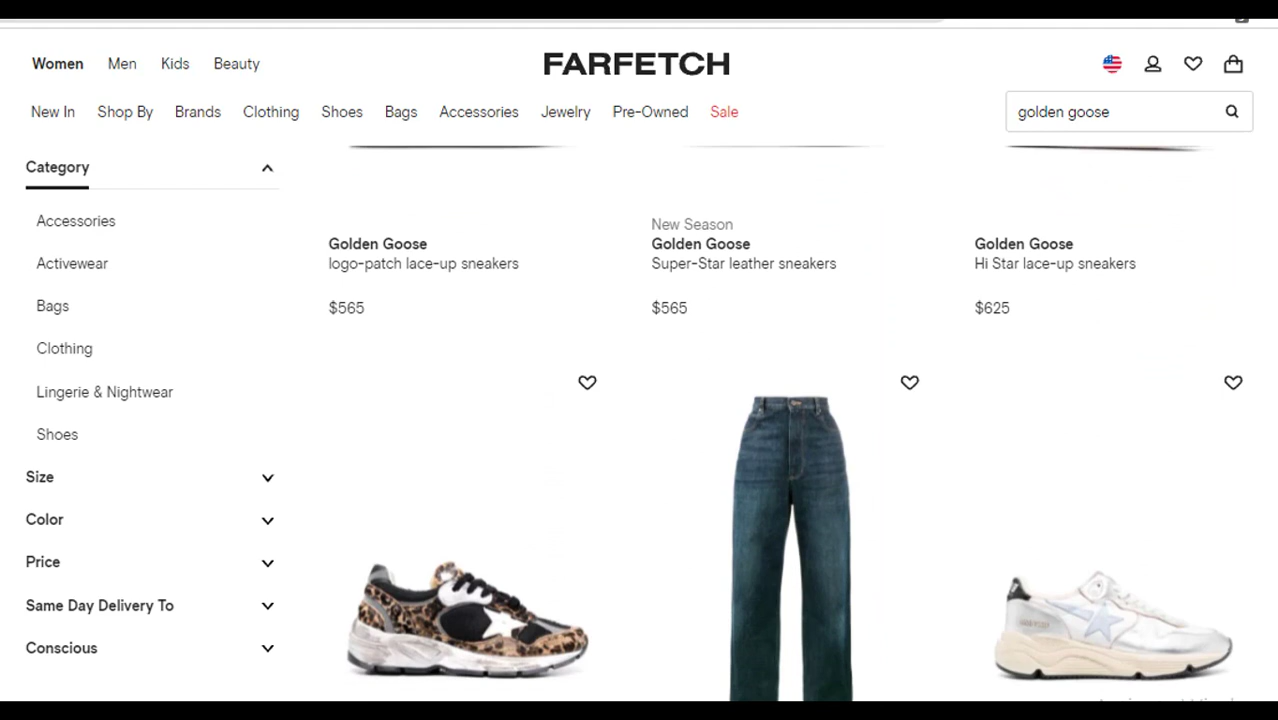 Women Men Kids Beauty
FARFETCH
New In Shop By Brands Clothing Shoes Bags Accessories Jewelry Pre-Owned Sale
golden goose
Category
Accessories
Activewear
Bags
Clothing
Lingerie & Nightwear
Shoes
Size
Color
Price
Same Day Delivery To
Conscious
Golden Goose
logo-patch lace-up sneakers
$565
New Season
Golden Goose
Super-Star leather sneakers
$565
Golden Goose
Hi Star lace-up sneakers
$625